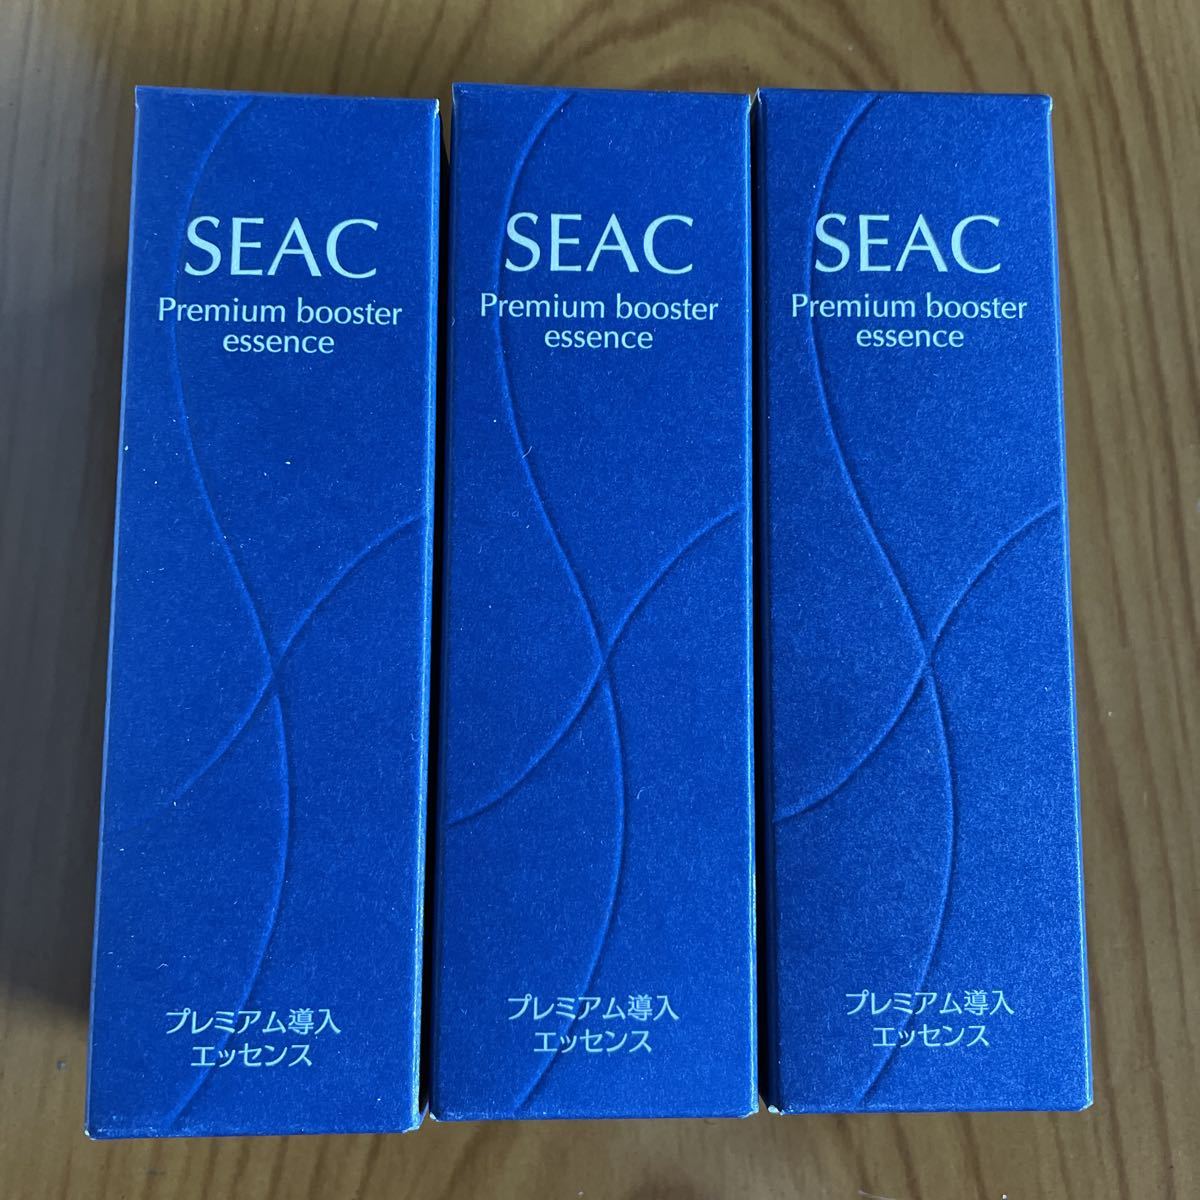 SEAC
Premium booster
essence
プレミアム導入
エッセンス
SEAC
Premium booster
essence
プレミアム導入
エッセンス
SEAC
Premium booster
essence
プレミアム導入
エッセンス